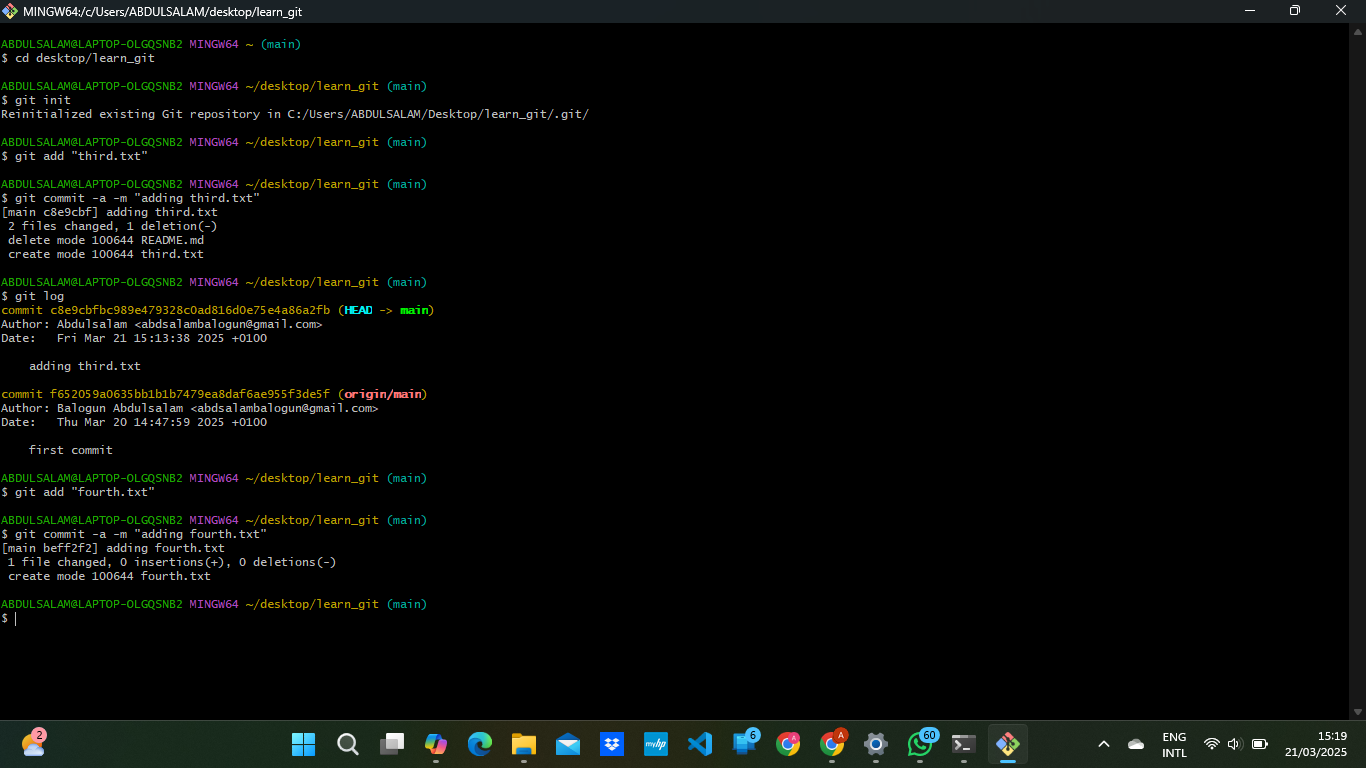 MINGW64:/c/Users/ABDULSALAM/desktop/learn_git
ABDULSALAM@LAPTOP-OLGQSNB2 MINGW64 ~ (main)
$ cd desktop/learn_git
ABDULSALAM@LAPTOP-OLGQSNB2 MINGW64 ~/desktop/learn_git (main)
$ git init
Reinitialized existing Git repository in C:/Users/ABDULSALAM/Desktop/learn_git/.git/
ABDULSALAM@LAPTOP-OLGQSNB2 MINGW64 ~/desktop/learn_git (main)
$ git add "third.txt"
ABDULSALAM@LAPTOP-OLGQSNB2 MINGW64 ~/desktop/learn_git (main)
$ git commit -a -m "adding third.txt"
[main c8e9cbf] adding third.txt
2 files changed, 1 deletion(-)
delete mode 100644 README.md
create mode 100644 third.txt
ABDULSALAM@LAPTOP-OLGQSNB2 MINGW64 ~/desktop/learn_git (main)
$ git log
commit c8e9cbfbc989e479328c0ad816d0e75e4a86a2fb (HEAD -> main)
Author: Abdulsalam <abdsalambalogun@gmail.com>
Date:   Fri Mar 21 15:13:38 2025 +0100
adding third.txt
commit f652059a0635bb1b1b7479ea8daf6ae955f3de5f (origin/main)
Author: Balogun Abdulsalam <abdsalambalogun@gmail.com>
Date:   Thu Mar 20 14:47:59 2025 +0100
first commit
ABDULSALAM@LAPTOP-OLGQSNB2 MINGW64 ~/desktop/learn_git (main)
$ git add "fourth.txt"
ABDULSALAM@LAPTOP-OLGQSNB2 MINGW64 ~/desktop/learn_git (main)
$ git commit -a -m "adding fourth.txt"
[main beff2f2] adding fourth.txt
1 file changed, 0 insertions(+), 0 deletions(-)
create mode 100644 fourth.txt
ABDULSALAM@LAPTOP-OLGQSNB2 MINGW64 ~/desktop/learn_git (main)
$
2
myhp
6
A
A
60
ENG
INTL
15:19
21/03/2025